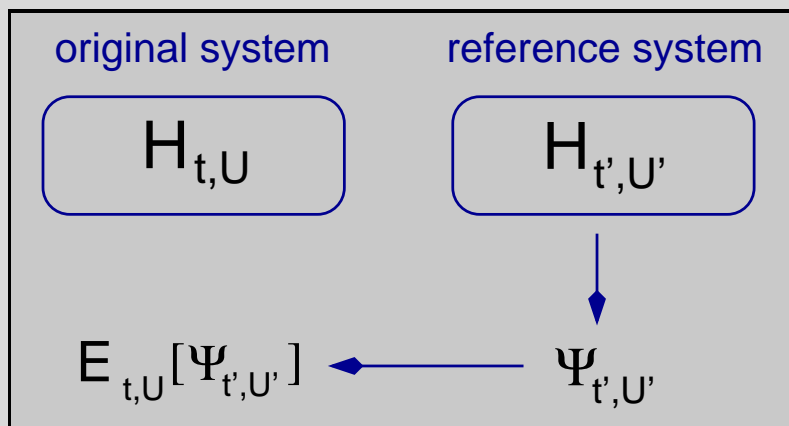 original system reference system
H_{t,U} H_{t',U'}
E_{t,U}[Ψ_{t',U'}] Ψ_{t',U'}